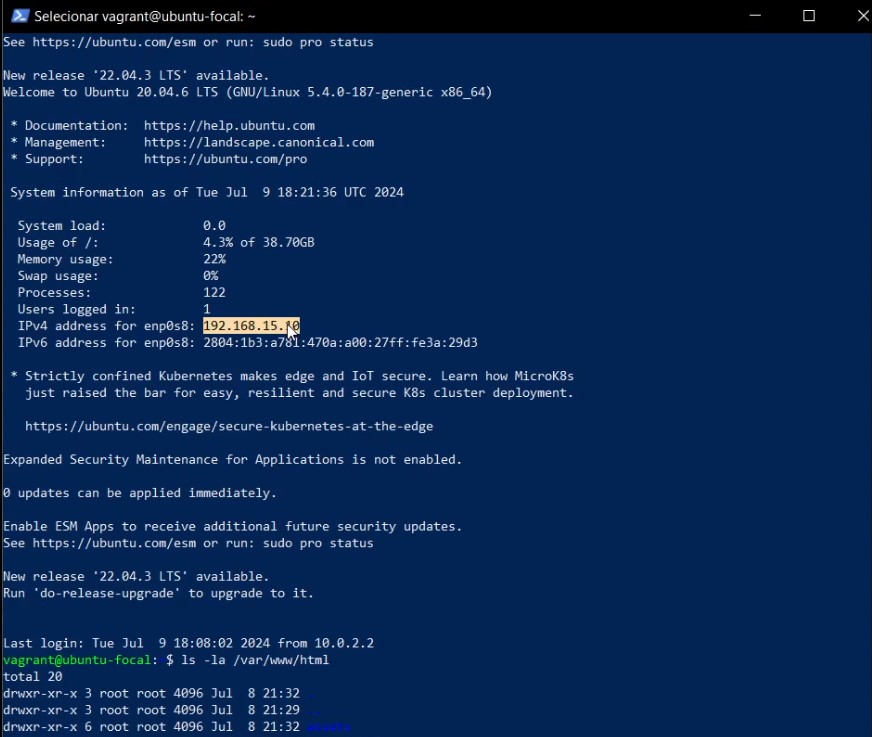 Selecionar vagrant@ubuntu-focal: ~
See https://ubuntu.com/esm or run: sudo pro status
New release '22.04.3 LTS' available.
Welcome to Ubuntu 20.04.6 LTS (GNU/Linux 5.4.0-187-generic x86_64)
* Documentation: https://help.ubuntu.com
* Management: https://landscape.canonical.com
* Support: https://ubuntu.com/pro
System information as of Tue Jul 9 18:21:36 UTC 2024
System load: 0.0
Usage of /: 4.3% of 38.70GB
Memory usage: 22%
Swap usage: 0%
Processes: 122
Users logged in: 1
IPv4 address for enp0s8: 192.168.15.10
IPv6 address for enp0s8: 2804:1b3:a781:470a:a00:27ff:fe3a:29d3
* Strictly confined Kubernetes makes edge and IoT secure. Learn how MicroK8s
just raised the bar for easy, resilient and secure K8s cluster deployment.
https://ubuntu.com/engage/secure-kubernetes-at-the-edge
Expanded Security Maintenance for Applications is not enabled.
0 updates can be applied immediately.
Enable ESM Apps to receive additional future security updates.
See https://ubuntu.com/esm or run: sudo pro status
New release '22.04.3 LTS' available.
Run 'do-release-upgrade' to upgrade to it.
Last login: Tue Jul 9 18:08:02 2024 from 10.0.2.2
vagrant@ubuntu-focal: $ ls -la /var/www/html
total 20
drwxr-xr-x 3 root root 4096 Jul 8 21:32 .
drwxr-xr-x 3 root root 4096 Jul 8 21:29 ..
drwxr-xr-x 6 root root 4096 Jul 8 21:32 assets